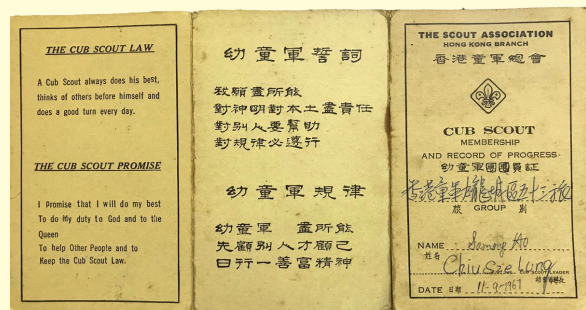 THE CUB SCOUT LAW
A Cub Scout always does his best,
thinks of others before himself and
does a good turn every day.
THE CUB SCOUT PROMISE
I Promise that I will do my best
To do My duty to God and to the
Queen
To help Other People and to
Keep the Cub Scout Law.
幼童軍誓詞
我願盡所能
對神明對本土盡責任
對別人要幫助
對規律必遵行
幼童軍規律
幼童軍 盡所能
先顧別人才顧己
日行一善富精神
THE SCOUT ASSOCIATION
HONG KONG BRANCH
香港童軍總會
CUB SCOUT
MEMBERSHIP
AND RECORD OF PROGRESS
幼童軍團團員証
旅 GROUP 別
NAME
姓名
Chiu Sze Lung
CUB SCOUT LEADER
DATE 日期 11-9-1967